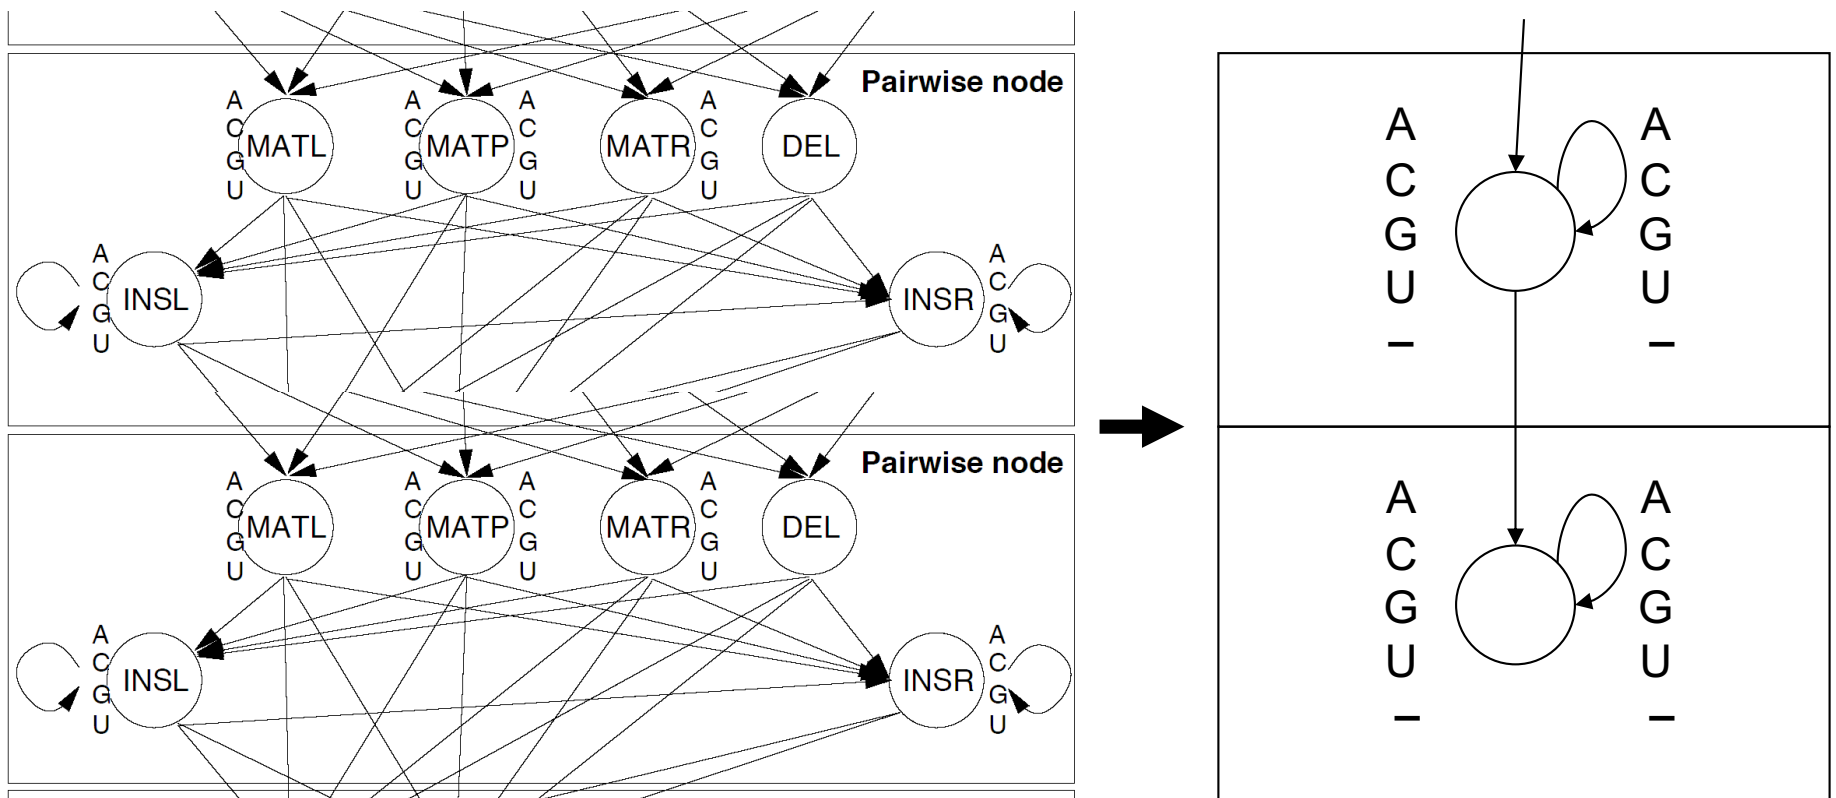 Pairwise node
A A A A
C C C C
MATL MATP MATR DEL
G G G G
U U U U
A A
C C
INSL INSR
G G
U U
Pairwise node
A A A A
C C C C
MATL MATP MATR DEL
G G G G
U U U U
A A
C C
INSL INSR
G G
U U
A A
C C
G G
U U
– –
A A
C C
G G
U U
– –